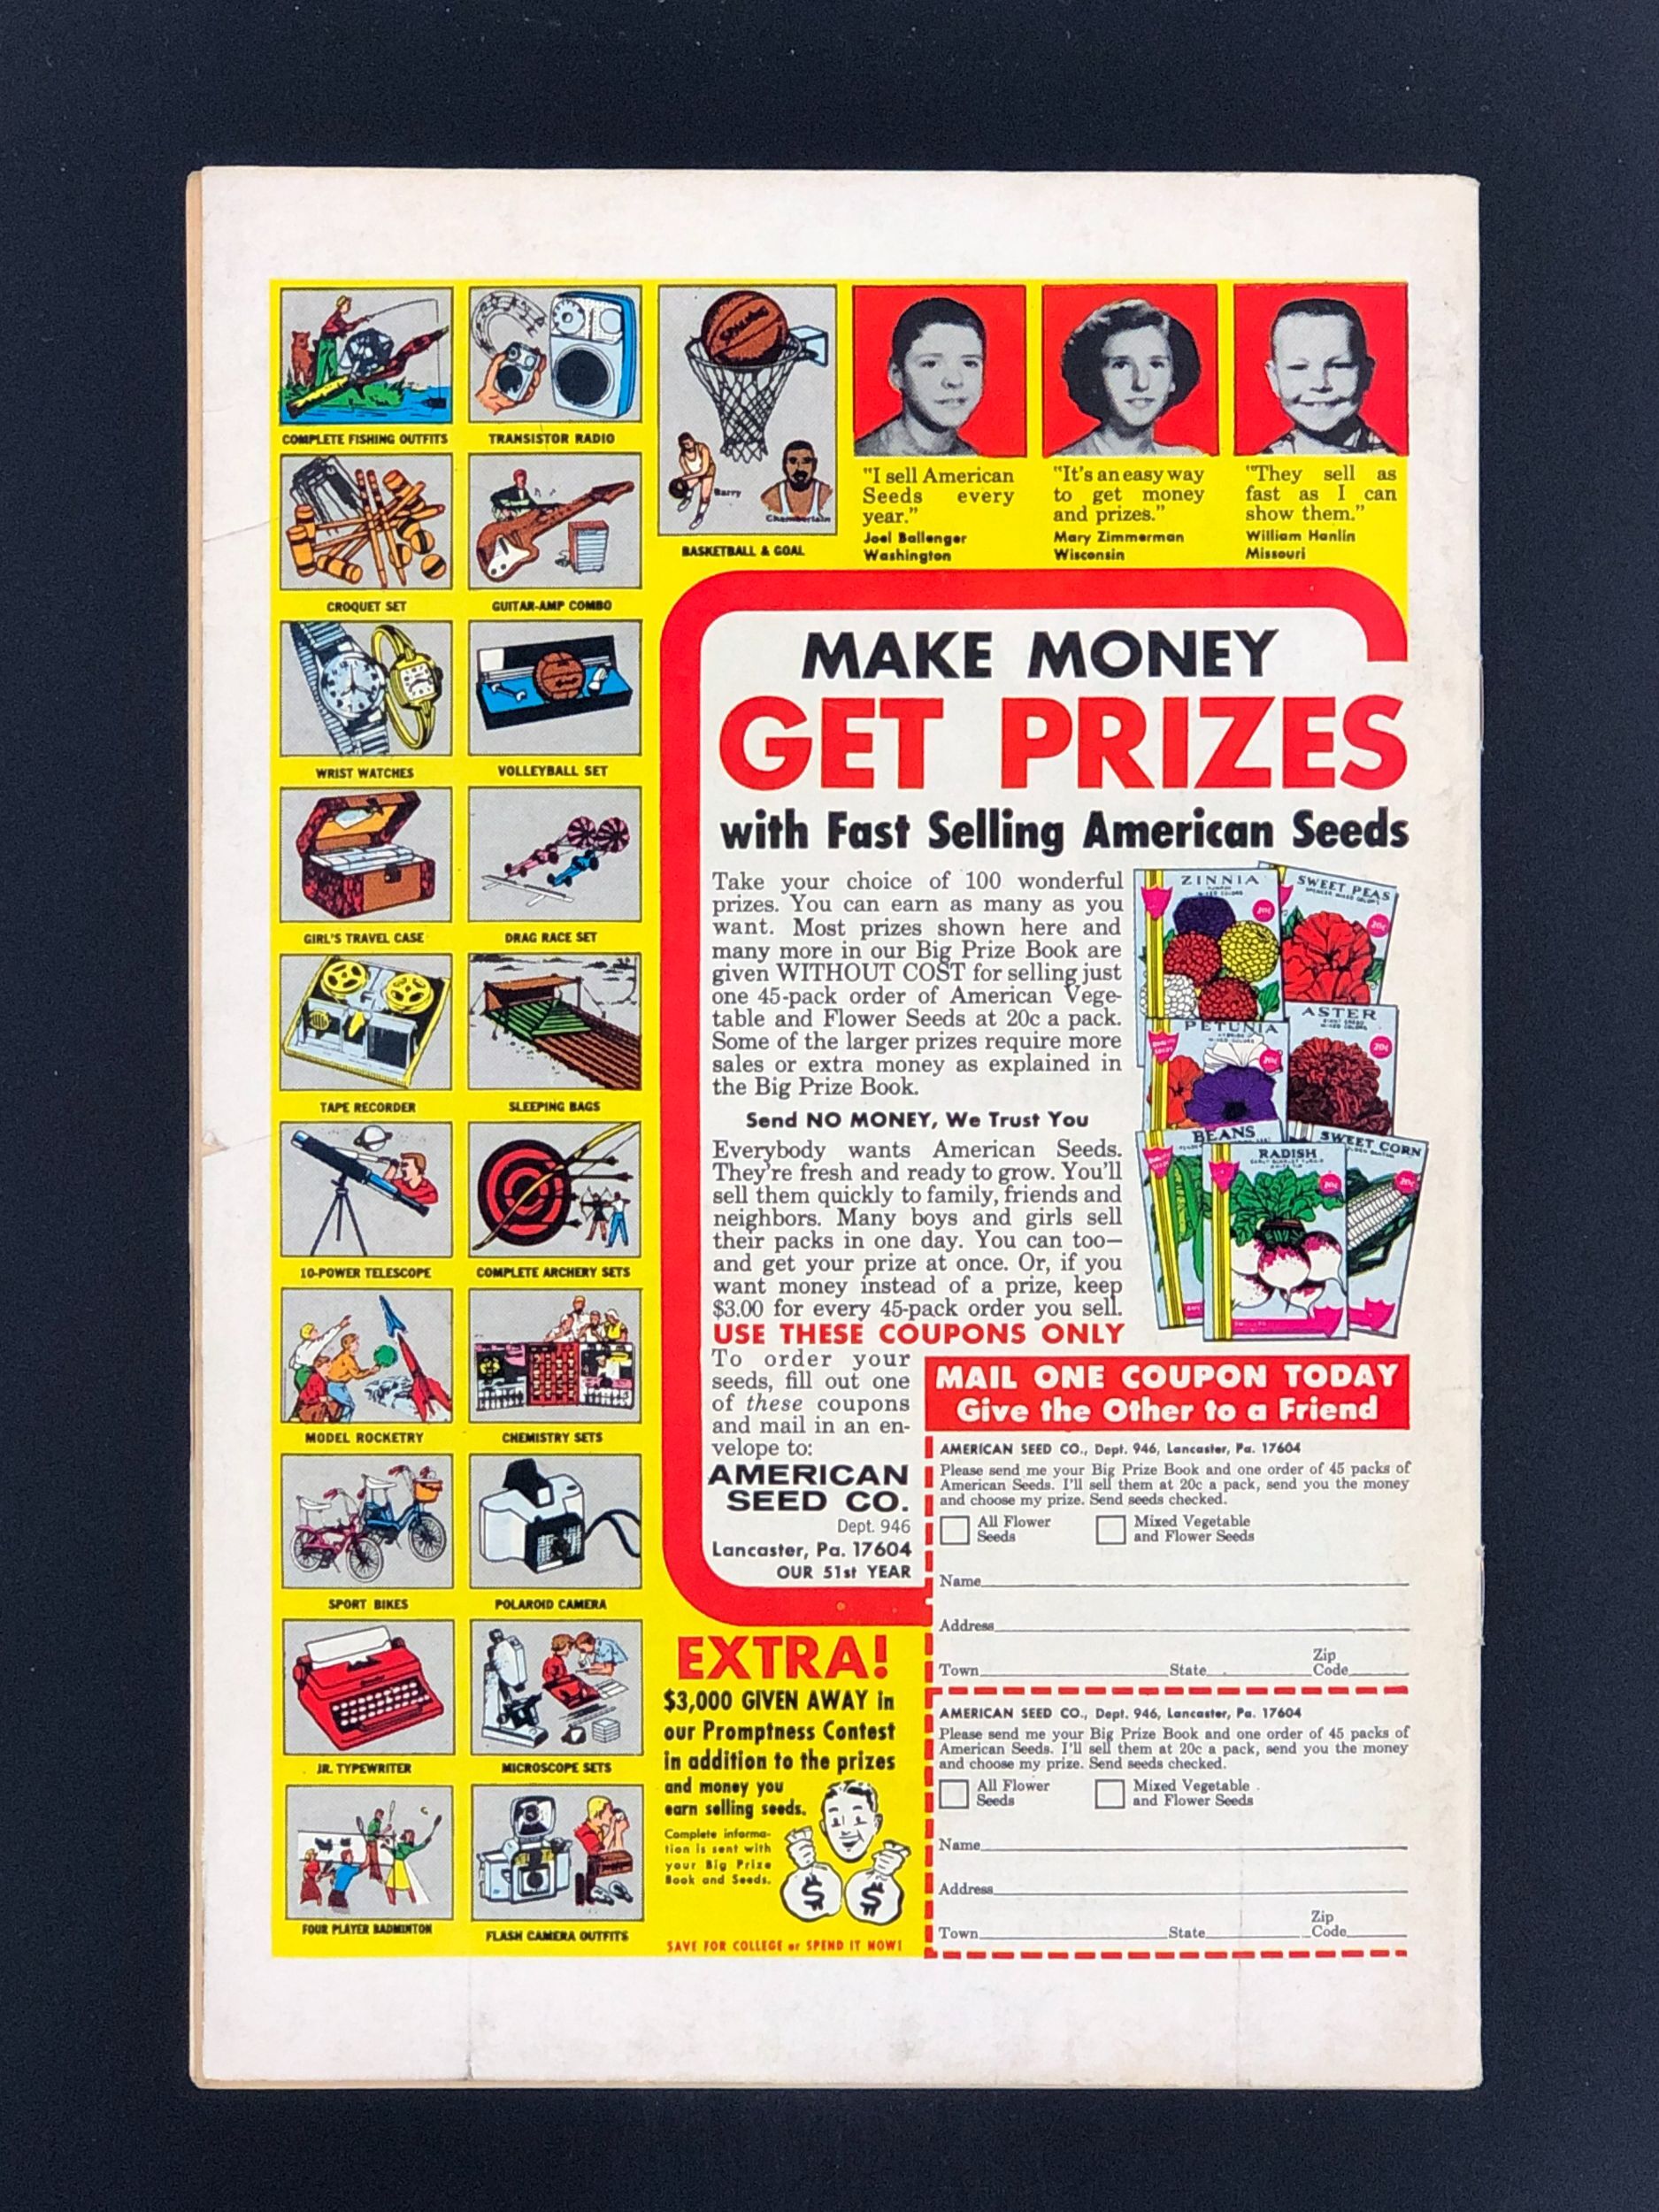 COMPLETE FISHING OUTFITS
TRANSISTOR RADIO
CROQUET SET
GUITAR-AMP COMBO
WRIST WATCHES
VOLLEYBALL SET
GIRL'S TRAVEL CASE
DRAG RACE SET
TAPE RECORDER
SLEEPING BAGS
10-POWER TELESCOPE
COMPLETE ARCHERY SETS
MODEL ROCKETRY
CHEMISTRY SETS
SPORT BIKES
POLAROID CAMERA
JR. TYPEWRITER
MICROSCOPE SETS
FOUR PLAYER BADMINTON
FLASH CAMERA OUTFITS
SPALDING
Barry
Chamberlain
BASKETBALL & GOAL
"I sell American
Seeds every
year."
Joel Ballenger
Washington
"It's an easy way
to get money
and prizes."
Mary Zimmerman
Wisconsin
"They sell as
fast as I can
show them."
William Hanlin
Missouri
MAKE MONEY
GET PRIZES
with Fast Selling American Seeds
Take your choice of 100 wonderful
prizes. You can earn as many as you
want. Most prizes shown here and
many more in our Big Prize Book are
given WITHOUT COST for selling just
one 45-pack order of American Vege-
table and Flower Seeds at 20c a pack.
Some of the larger prizes require more
sales or extra money as explained in
the Big Prize Book.
Send NO MONEY, We Trust You
Everybody wants American Seeds.
They're fresh and ready to grow. You'll
sell them quickly to family, friends and
neighbors. Many boys and girls sell
their packs in one day. You can too—
and get your prize at once. Or, if you
want money instead of a prize, keep
$3.00 for every 45-pack order you sell.
USE THESE COUPONS ONLY
To order your
seeds, fill out one
of these coupons
and mail in an en-
velope to:
AMERICAN
SEED CO.
Dept. 946
Lancaster, Pa. 17604
OUR 51st YEAR
ZINNIA
MIXED COLORS
20¢
SWEET PEAS
SPENCER MIXED COLORS
20¢
PETUNIA
MIXED COLORS
20¢
ASTER
MIXED COLORS
20¢
BEANS
RADISH
20¢
SWEET CORN
20¢
EXTRA!
$3,000 GIVEN AWAY in
our Promptness Contest
in addition to the prizes
and money you
earn selling seeds.
Complete informa-
tion is sent with
your Big Prize
Book and Seeds.
$ $
SAVE FOR COLLEGE or SPEND IT NOW!
MAIL ONE COUPON TODAY
Give the Other to a Friend
AMERICAN SEED CO., Dept. 946, Lancaster, Pa. 17604
Please send me your Big Prize Book and one order of 45 packs of
American Seeds. I'll sell them at 20c a pack, send you the money
and choose my prize. Send seeds checked.
All Flower
Seeds
Mixed Vegetable
and Flower Seeds
Name
Address
Town State Zip Code
AMERICAN SEED CO., Dept. 946, Lancaster, Pa. 17604
Please send me your Big Prize Book and one order of 45 packs of
American Seeds. I'll sell them at 20c a pack, send you the money
and choose my prize. Send seeds checked.
All Flower
Seeds
Mixed Vegetable
and Flower Seeds
Name
Address
Town State Zip Code